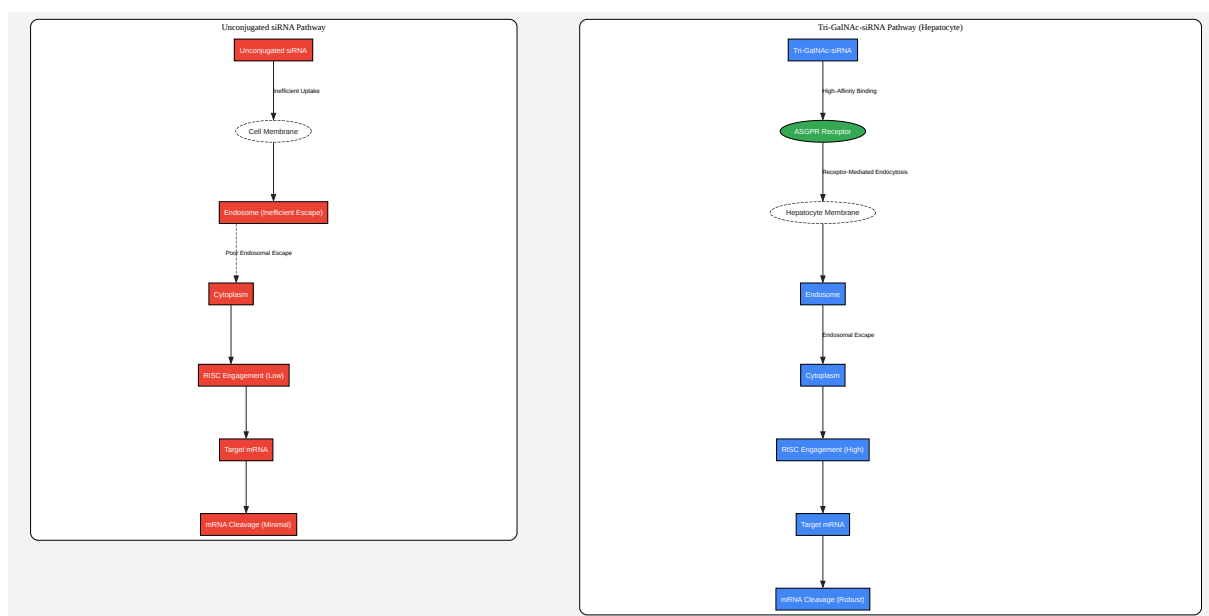 Unconjugated siRNA Pathway
Unconjugated siRNA
Inefficient Uptake
Cell Membrane
Endosome (Inefficient Escape)
Poor Endosomal Escape
Cytoplasm
RISC Engagement (Low)
Target mRNA
mRNA Cleavage (Minimal)
Tri-GalNAc-siRNA Pathway (Hepatocyte)
Tri-GalNAc-siRNA
High-Affinity Binding
ASGPR Receptor
Receptor-Mediated Endocytosis
Hepatocyte Membrane
Endosome
Endosomal Escape
Cytoplasm
RISC Engagement (High)
Target mRNA
mRNA Cleavage (Robust)